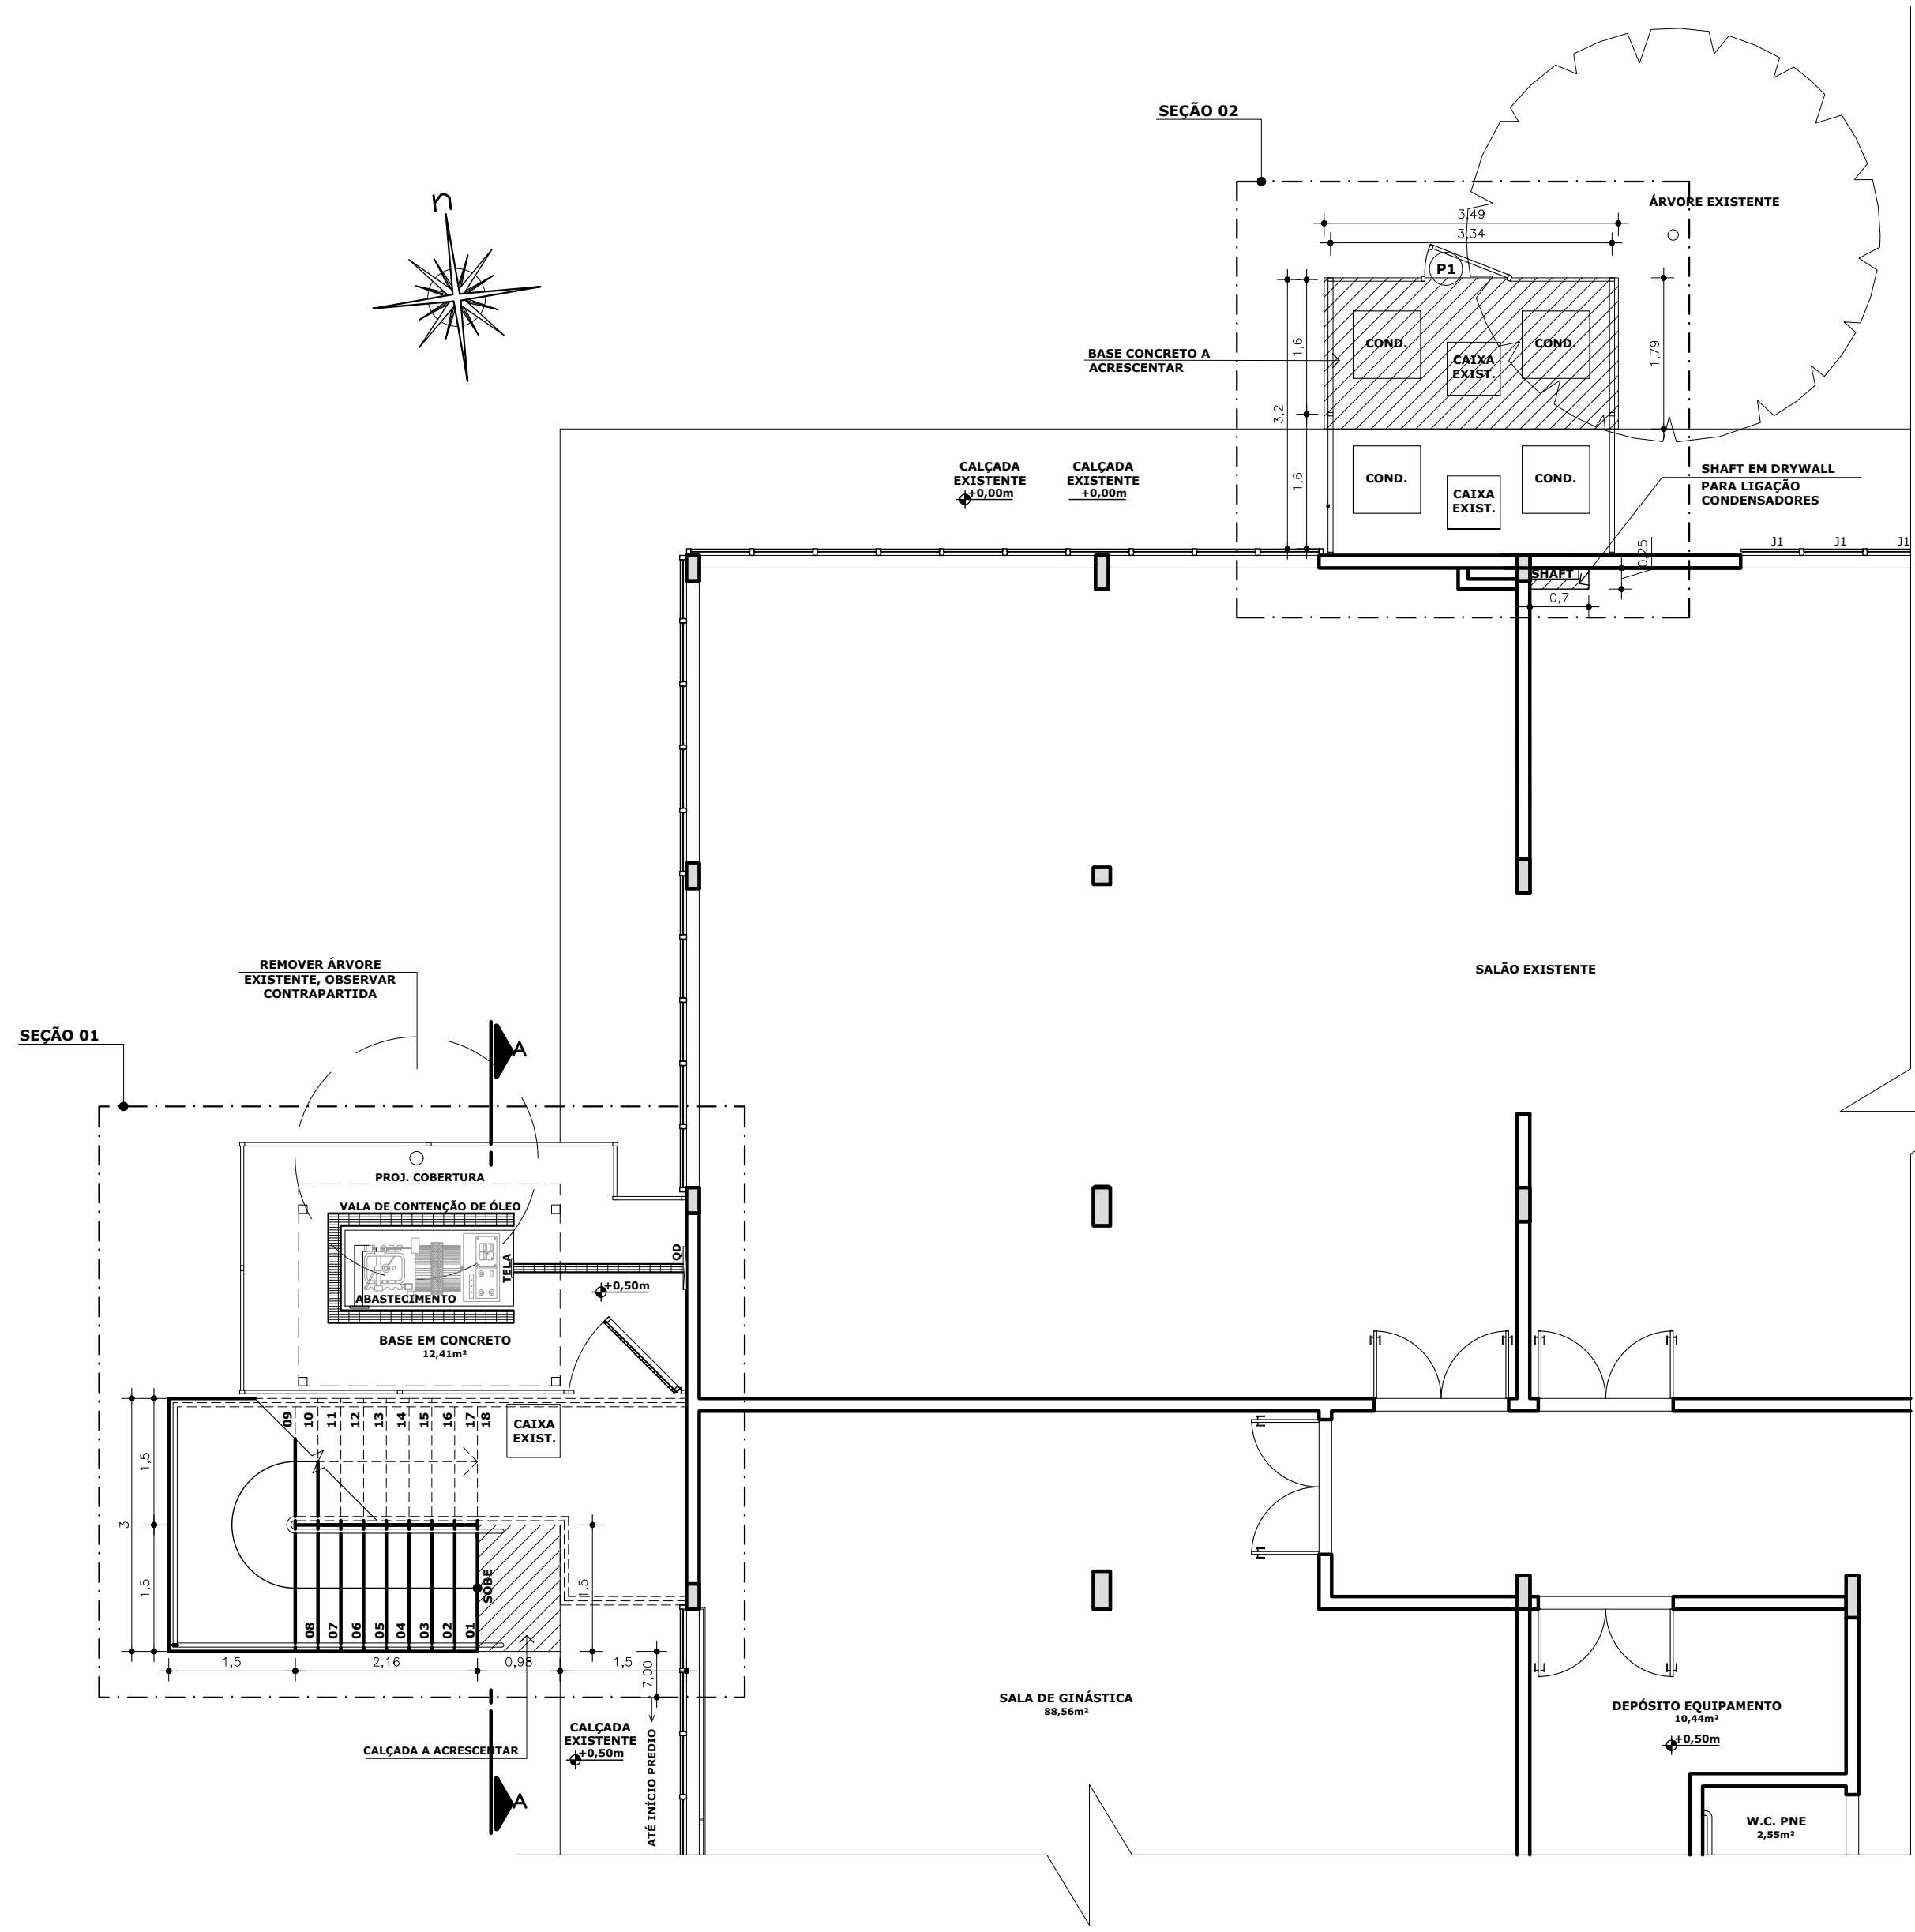 SEÇÃO 02
n
ÁRVORE EXISTENTE
3,49
3,34
P1
COND.
COND.
CAIXA
EXIST.
BASE CONCRETO A
ACRESCENTAR
1,6
3,2
1,79
1,6
COND.
COND.
CAIXA
EXIST.
CALÇADA
EXISTENTE
+0,00m
CALÇADA
EXISTENTE
+0,00m
SHAFT EM DRYWALL
PARA LIGAÇÃO
CONDENSADORES
J1
J1
J1
0,25
SHAFT
0,7
SALÃO EXISTENTE
REMOVER ÁRVORE
EXISTENTE, OBSERVAR
CONTRAPARTIDA
SEÇÃO 01
A
PROJ. COBERTURA
VALA DE CONTENÇÃO DE ÓLEO
TELA
QD
ABASTECIMENTO
+0,50m
BASE EM CONCRETO
12,41m²
09
10
11
12
13
14
15
16
17
18
CAIXA
EXIST.
1,5
3
1,5
1,5
SOBE
08
07
06
05
04
03
02
01
1,5
2,16
0,98
1,5
7,00
CALÇADA A ACRESCENTAR
CALÇADA
EXISTENTE
+0,50m
ATÉ INÍCIO PREDIO
A
SALA DE GINÁSTICA
88,56m²
DEPÓSITO EQUIPAMENTO
10,44m²
+0,50m
W.C. PNE
2,55m²